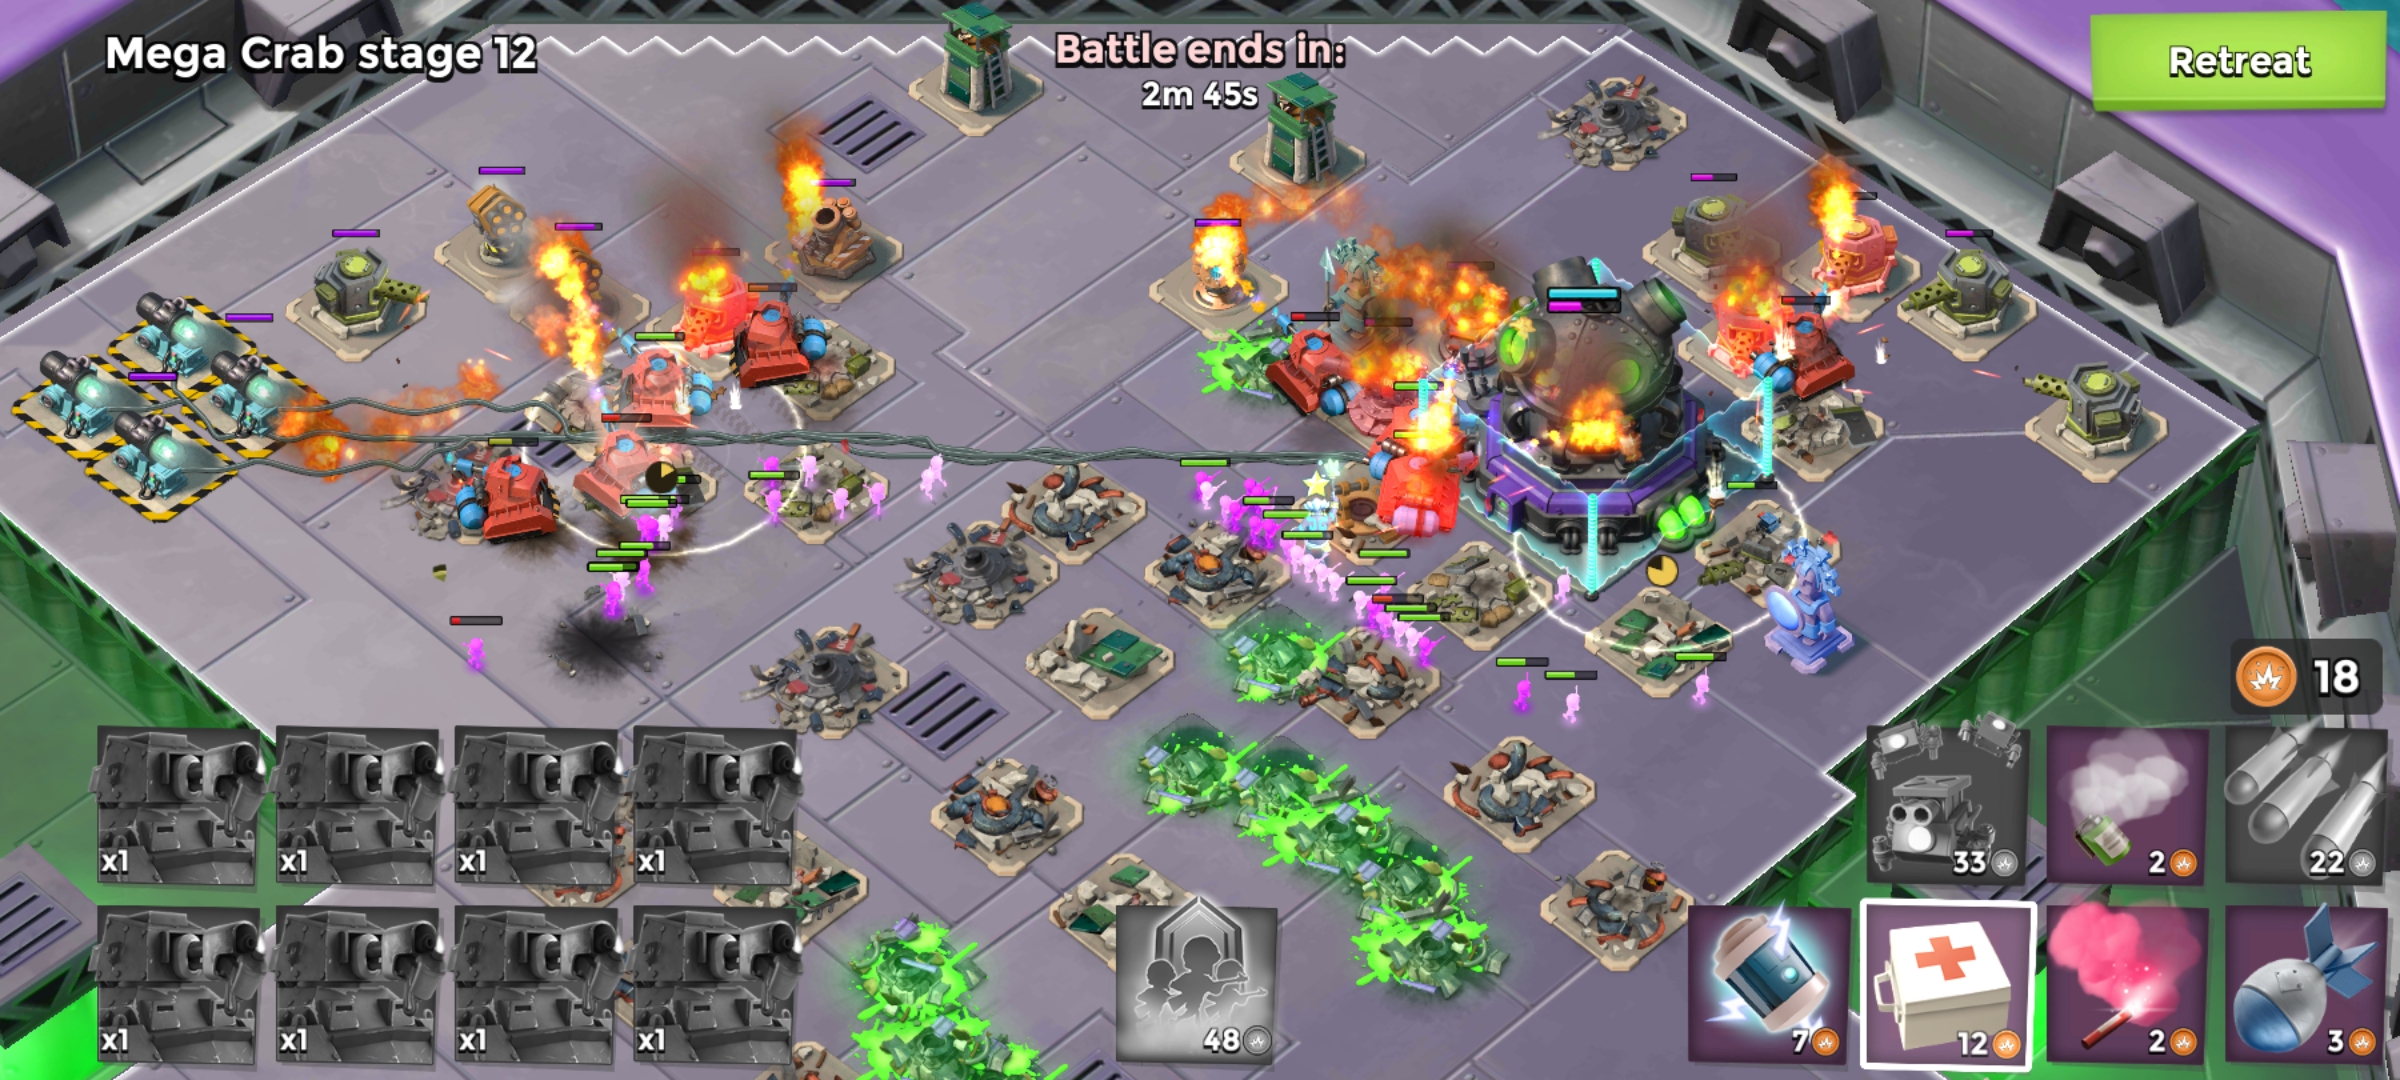 Mega Crab stage 12
Battle ends in:
2m 45s
Retreat
18
x1
x1
x1
x1
33
2
22
x1
x1
x1
x1
48
7
12
2
3